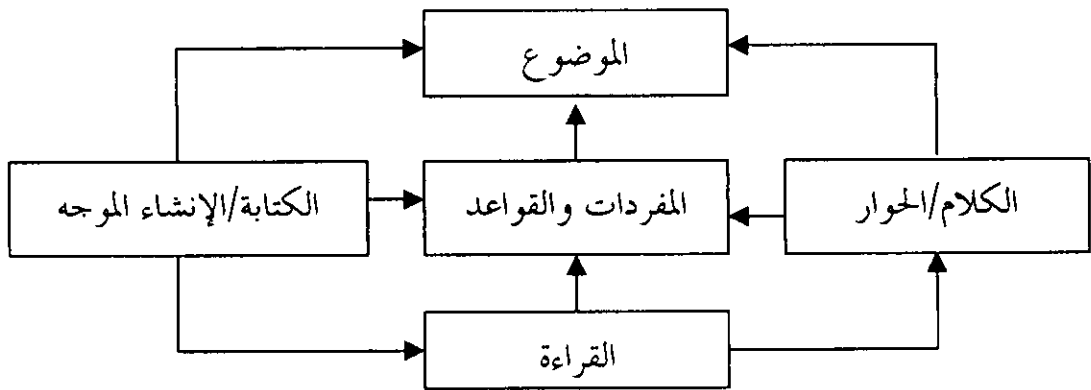 الموضوع
الكلام/الحوار
المفردات والقواعد
الكتابة/الإنشاء الموجه
القراءة